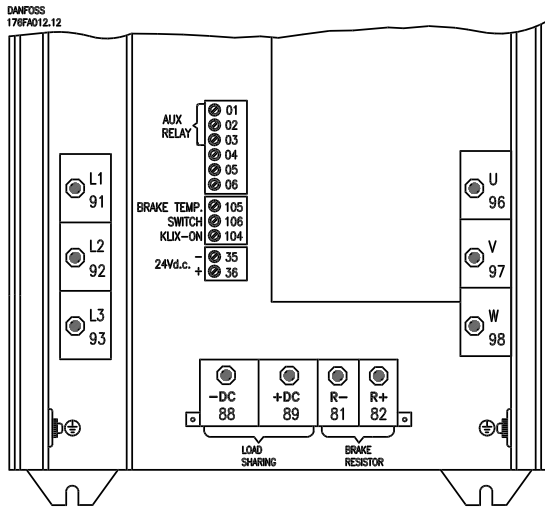 DANFOSS
176FA012.12
AUX
RELAY
01
02
03
04
05
06
BRAKE TEMP. 105
SWITCH 106
KLIX-ON 104
24Vd.c.
- 35
+ 36
L1
91
L2
92
L3
93
U
96
V
97
W
98
-DC
88
+DC
89
R-
81
R+
82
LOAD
SHARING
BRAKE
RESISTOR